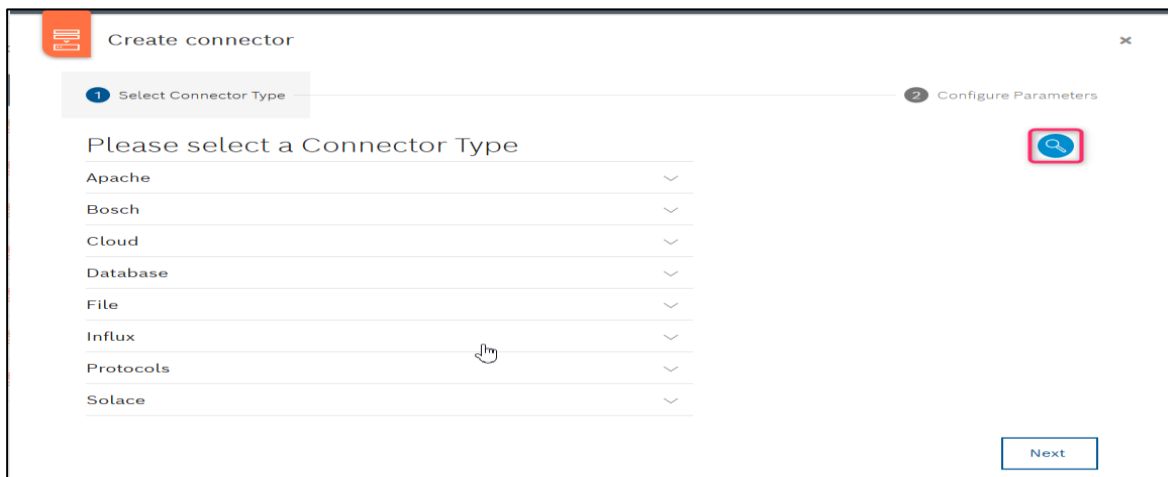 Create connector
1 Select Connector Type
2 Configure Parameters
Please select a Connector Type
Apache
Bosch
Cloud
Database
File
Influx
Protocols
Solace
Next